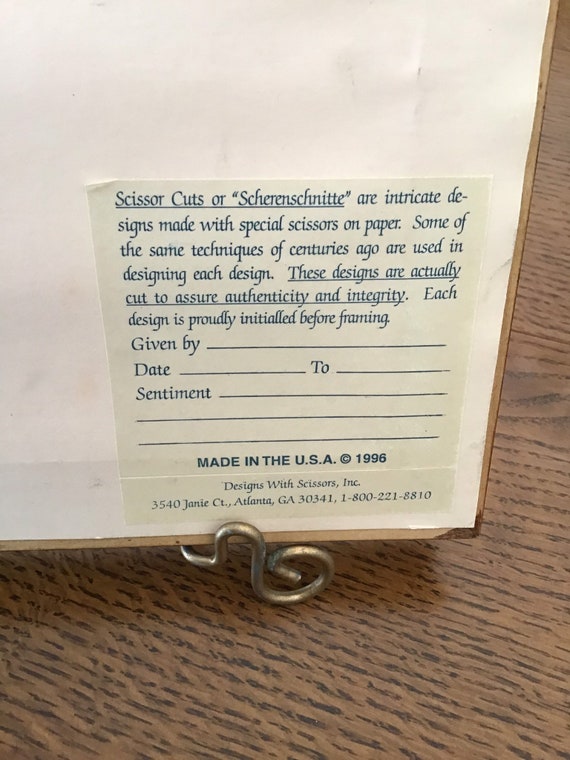 Scissor Cuts or "Scherenschnitte" are intricate de-
signs made with special scissors on paper. Some of
the same techniques of centuries ago are used in
designing each design. These designs are actually
cut to assure authenticity and integrity. Each
design is proudly initialled before framing.
Given by
Date To
Sentiment
MADE IN THE U.S.A. © 1996
Designs With Scissors, Inc.
3540 Janie Ct., Atlanta, GA 30341, 1-800-221-8810